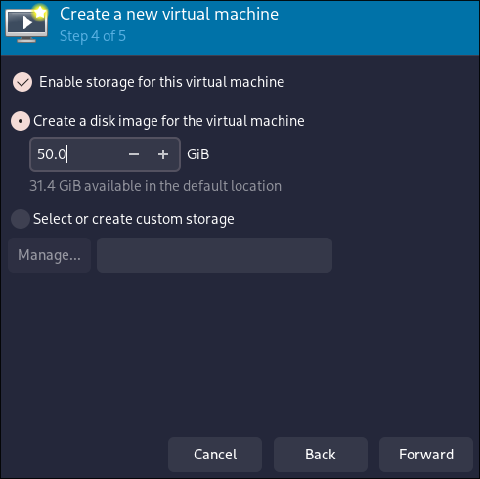 Create a new virtual machine
Step 4 of 5
Enable storage for this virtual machine
Create a disk image for the virtual machine
50.0 − + GiB
31.4 GiB available in the default location
Select or create custom storage
Manage...
Cancel Back Forward